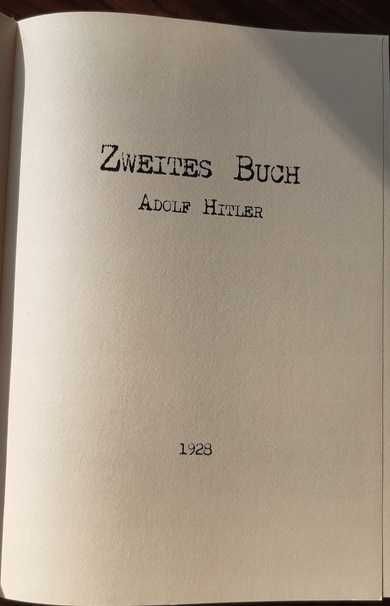 Zweites Buch
Adolf Hitler
1928